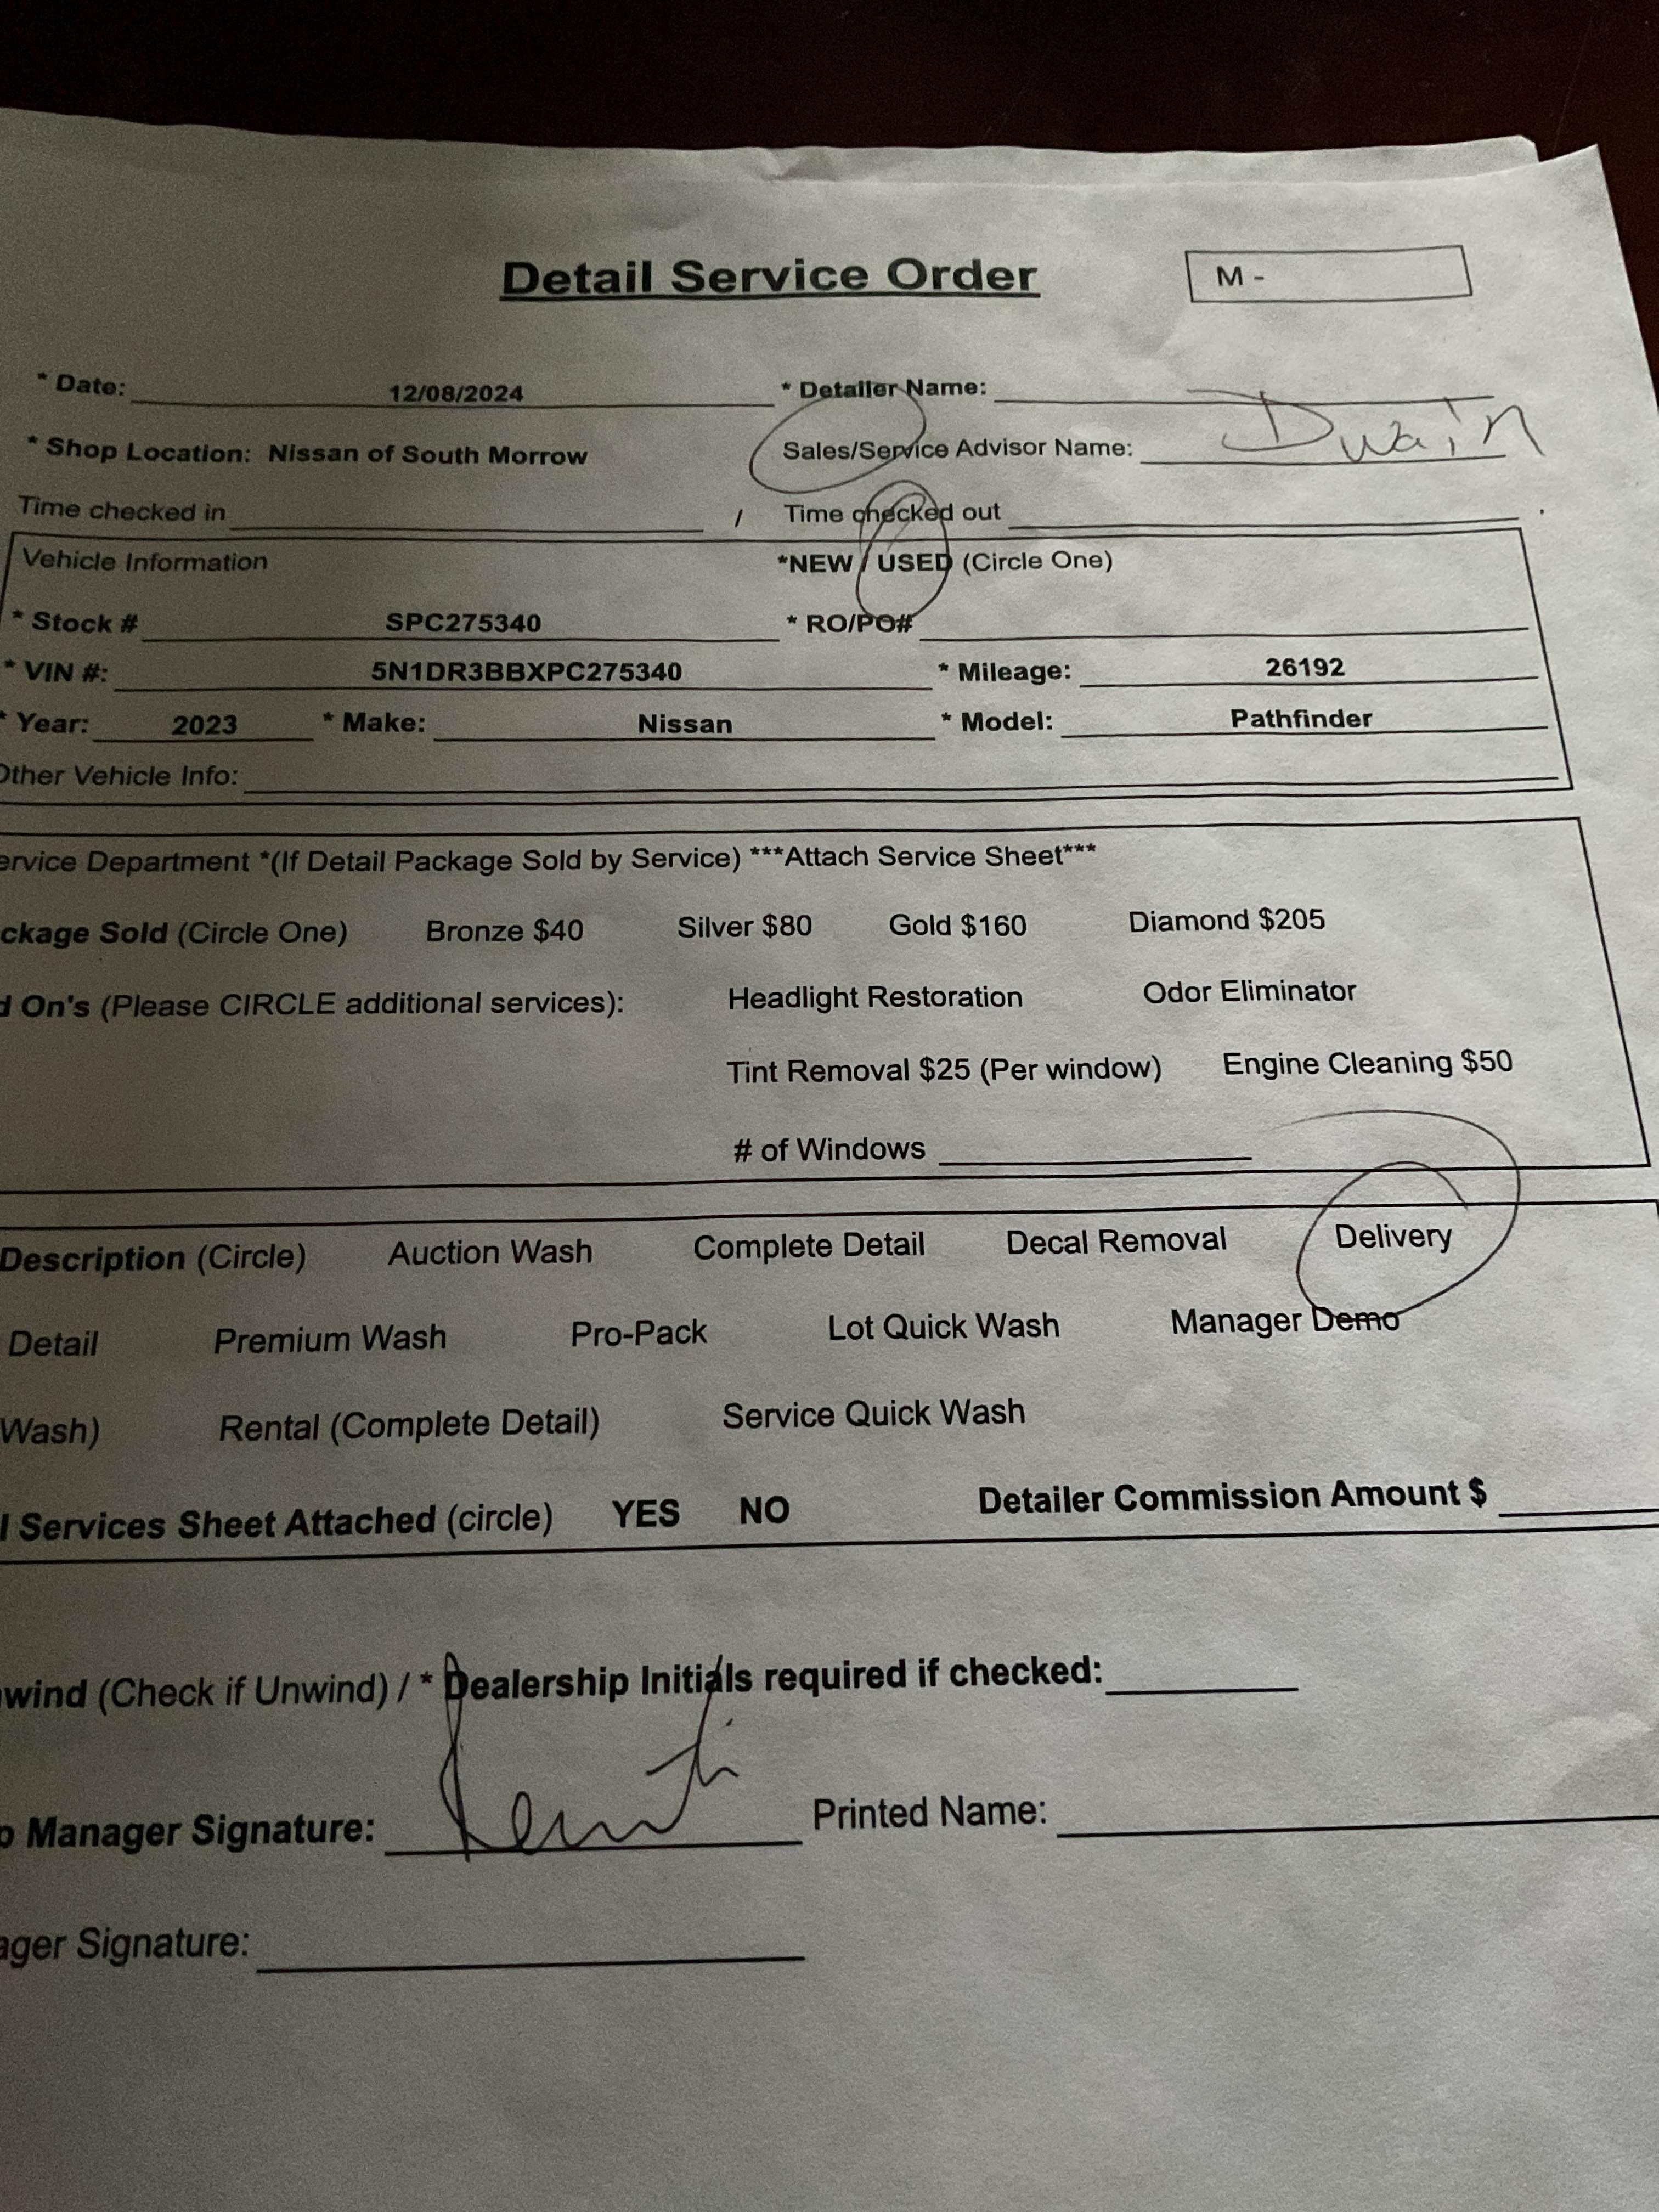 Detail Service Order M -
* Date: 12/08/2024 * Detailer Name:
* Shop Location: Nissan of South Morrow Sales/Service Advisor Name: Dwain
Time checked in / Time checked out
Vehicle Information *NEW / USED (Circle One)
* Stock # SPC275340 * RO/PO#
* VIN #: 5N1DR3BBXPC275340 * Mileage: 26192
* Year: 2023 * Make: Nissan * Model: Pathfinder
Other Vehicle Info:
ervice Department *(If Detail Package Sold by Service) ***Attach Service Sheet***
ckage Sold (Circle One) Bronze $40 Silver $80 Gold $160 Diamond $205
d On's (Please CIRCLE additional services): Headlight Restoration Odor Eliminator
Tint Removal $25 (Per window) Engine Cleaning $50
# of Windows
Description (Circle) Auction Wash Complete Detail Decal Removal Delivery
Detail Premium Wash Pro-Pack Lot Quick Wash Manager Demo
Wash) Rental (Complete Detail) Service Quick Wash
l Services Sheet Attached (circle) YES NO Detailer Commission Amount $
wind (Check if Unwind) / * Dealership Initials required if checked:
p Manager Signature: Printed Name:
ager Signature: